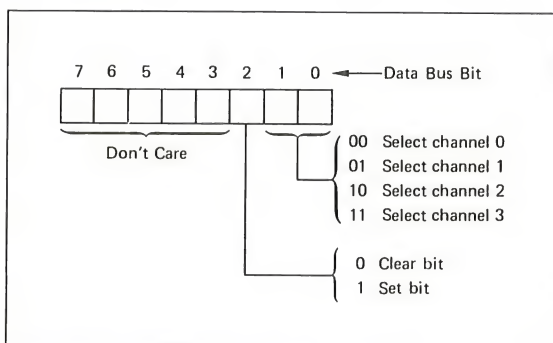 7 6 5 4 3 2 1 0 Data Bus Bit
Don't Care
00 Select channel 0
01 Select channel 1
10 Select channel 2
11 Select channel 3
0 Clear bit
1 Set bit